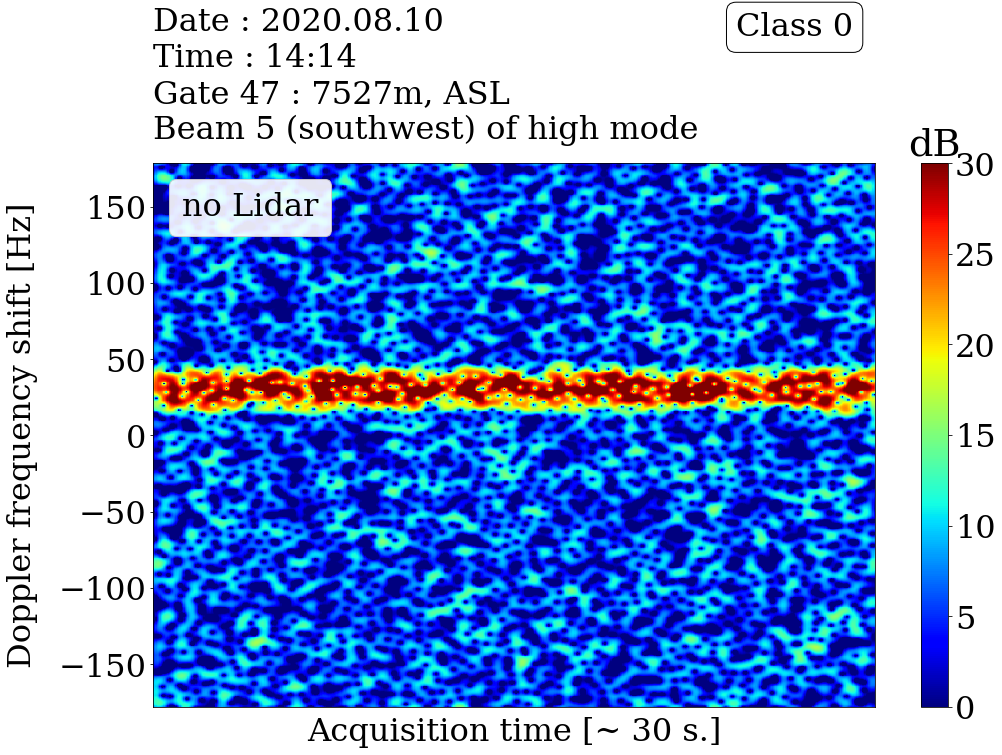 Date : 2020.08.10
Time : 14:14
Gate 47 : 7527m, ASL
Beam 5 (southwest) of high mode
Class 0
dB
no Lidar
Doppler frequency shift [Hz]
150
100
50
0
−50
−100
−150
30
25
20
15
10
5
0
Acquisition time [~ 30 s.]